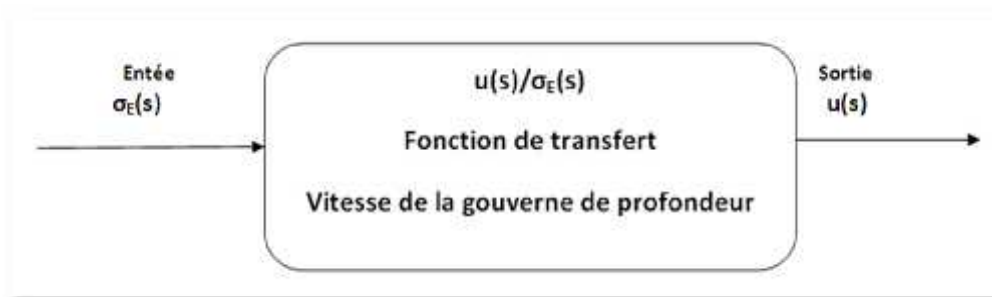 Entée
σE(s)
u(s)/σE(s)
Fonction de transfert
Vitesse de la gouverne de profondeur
Sortie
u(s)